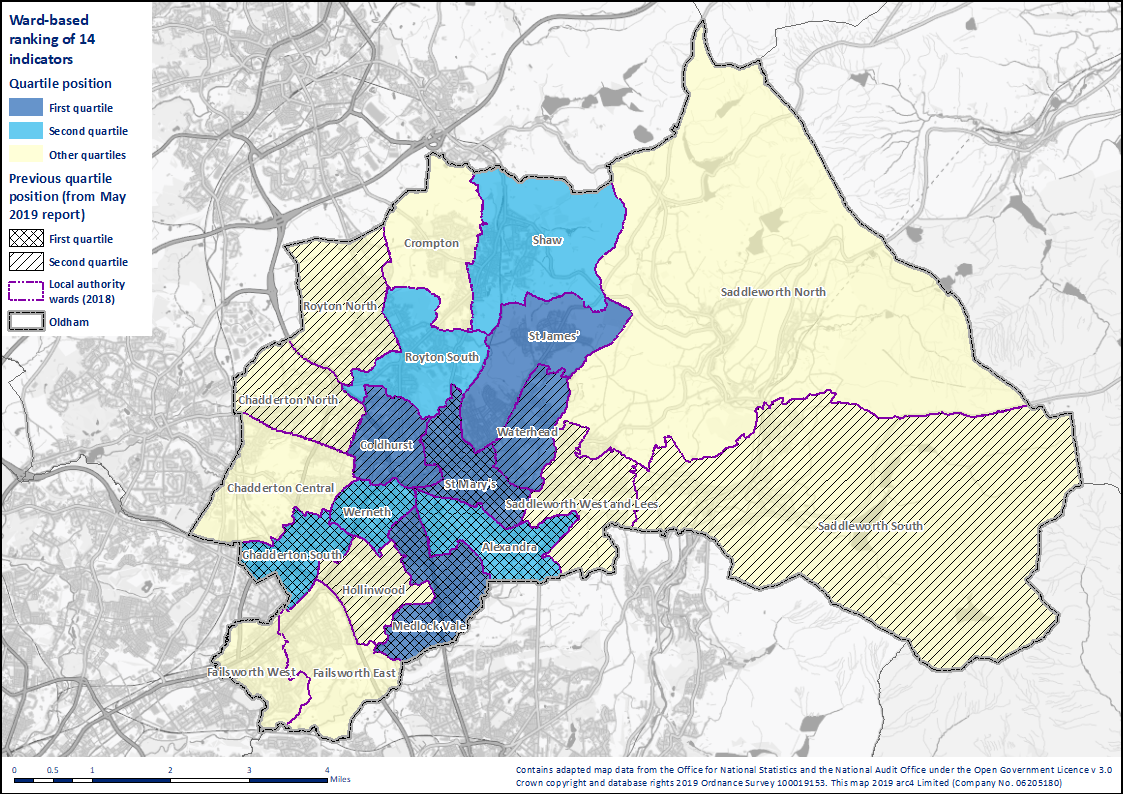 Ward-based
ranking of 14
indicators
Quartile position
First quartile
Second quartile
Other quartiles
Previous quartile
position (from May
2019 report)
First quartile
Second quartile
Local authority
wards (2018)
Oldham
Crompton
Shaw
Saddleworth North
Royton North
St James'
Royton South
Chadderton North
Waterhead
Coldhurst
St Mary's
Chadderton Central
Saddleworth West and Lees
Werneth
Saddleworth South
Alexandra
Chadderton South
Hollinwood
Medlock Vale
Failsworth West
Failsworth East
0 0.5 1 2 3 4
Miles
Contains adapted map data from the Office for National Statistics and the National Audit Office under the Open Government Licence v 3.0
Crown copyright and database rights 2019 Ordnance Survey 100019153. This map 2019 arc4 Limited (Company No. 06205180)